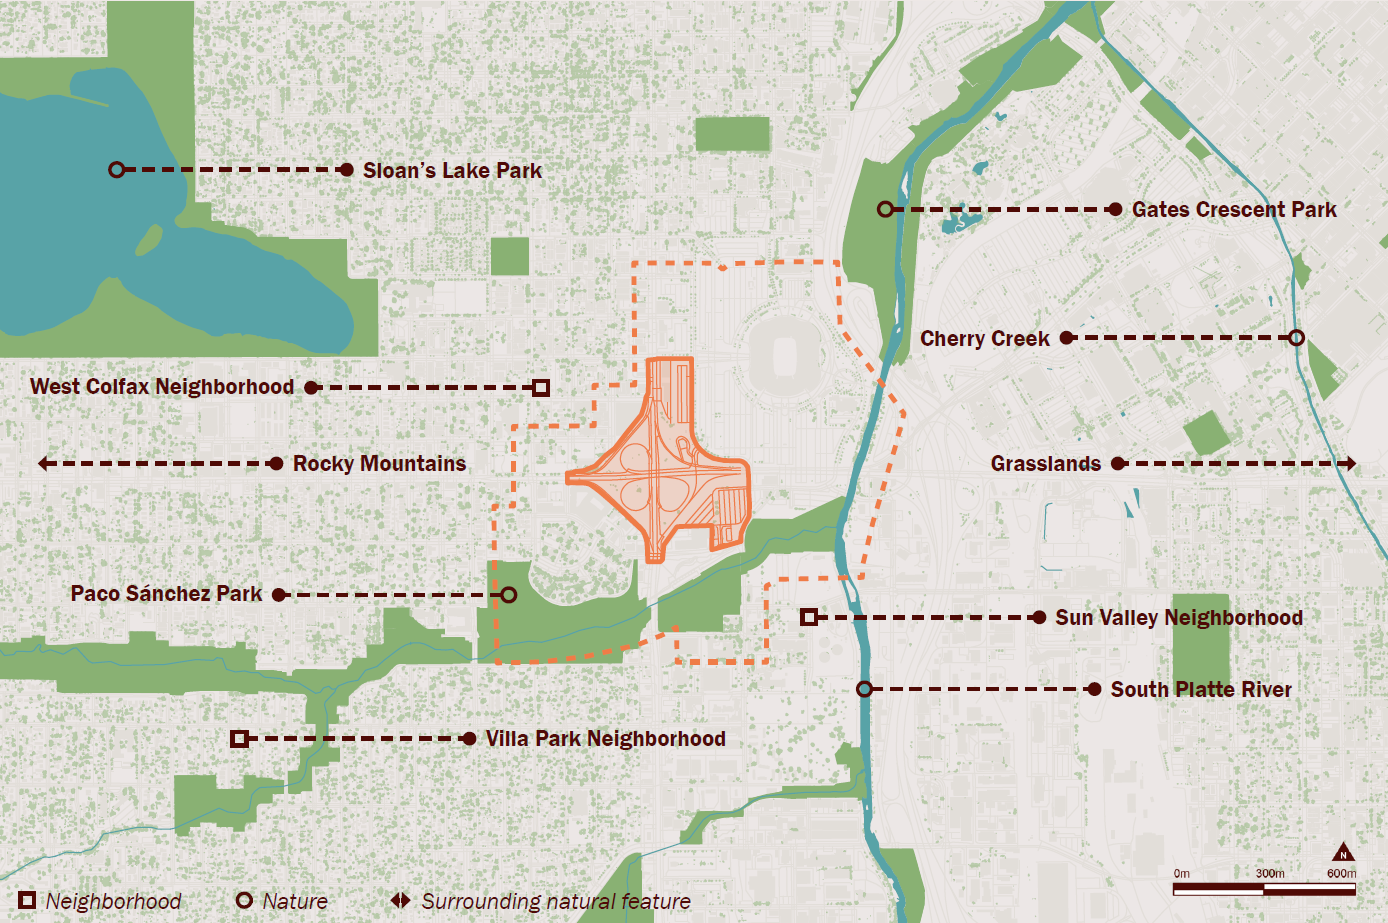 Sloan's Lake Park
Gates Crescent Park
Cherry Creek
West Colfax Neighborhood
Rocky Mountains
Grasslands
Paco Sánchez Park
Sun Valley Neighborhood
South Platte River
Villa Park Neighborhood
N
0m 300m 600m
Neighborhood Nature Surrounding natural feature